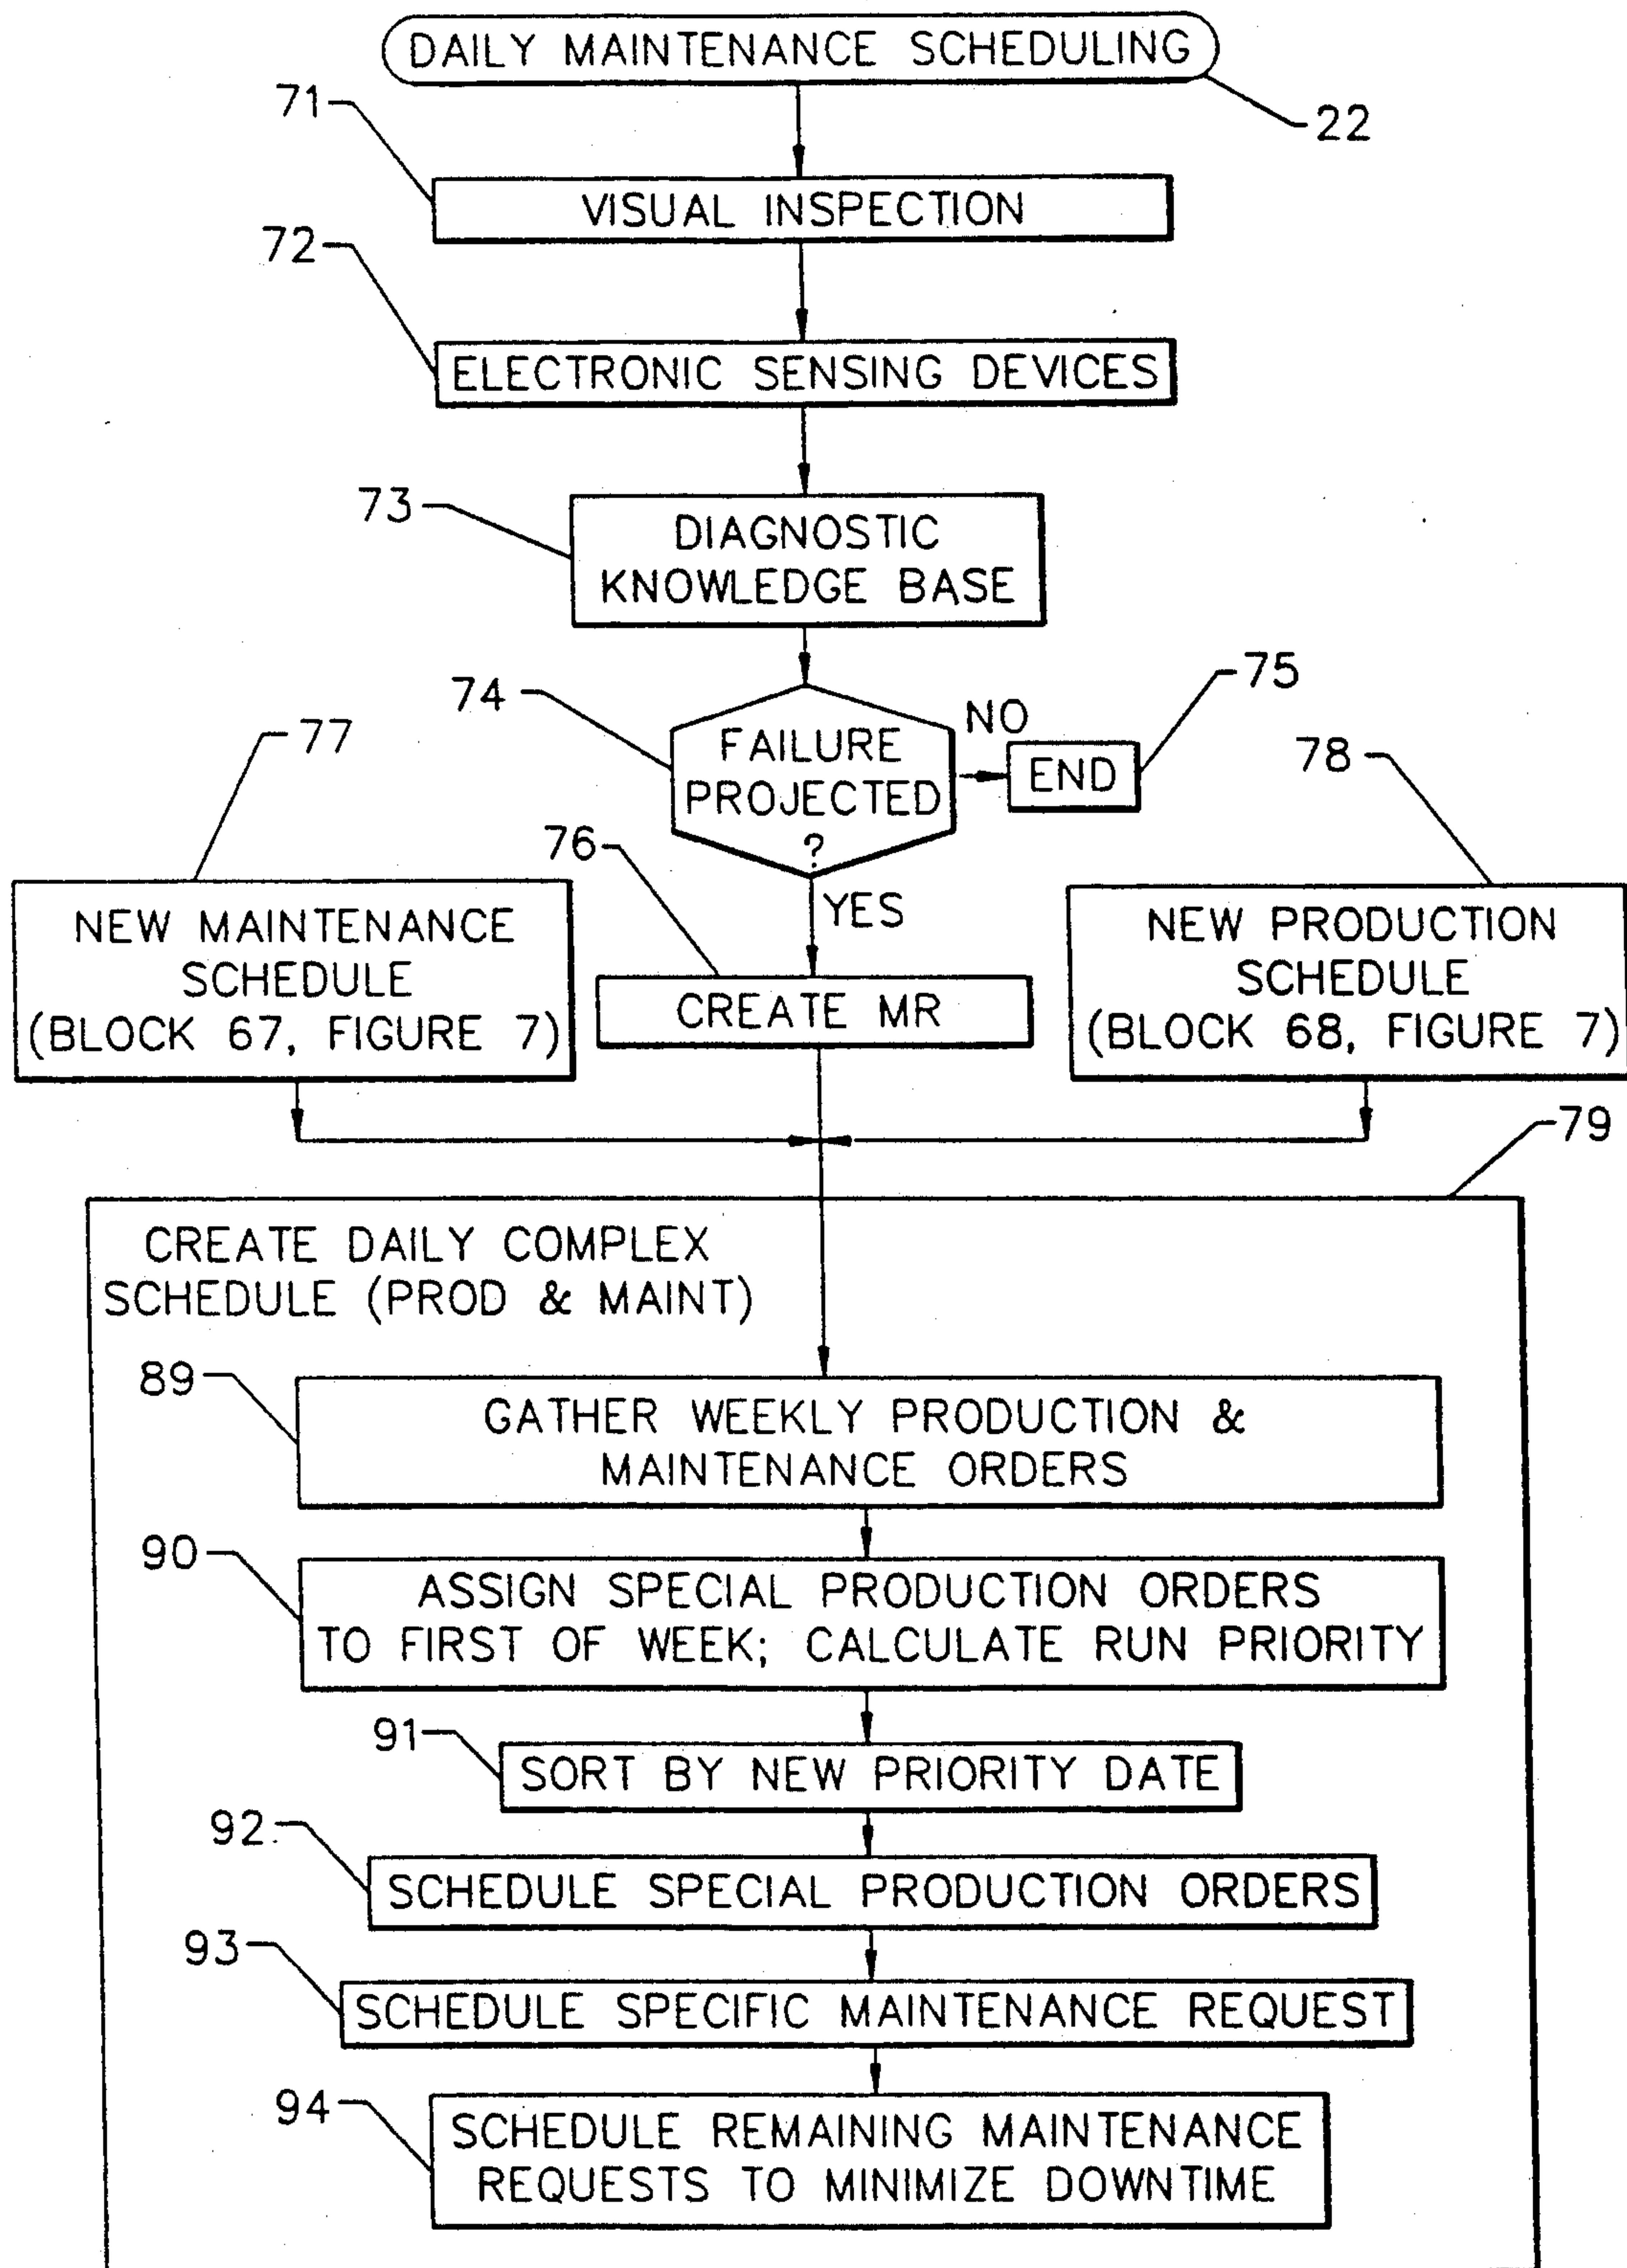 DAILY MAINTENANCE SCHEDULING
22
71
VISUAL INSPECTION
72
ELECTRONIC SENSING DEVICES
73
DIAGNOSTIC
KNOWLEDGE BASE
74
FAILURE
PROJECTED
?
NO
75
END
YES
76
CREATE MR
77
NEW MAINTENANCE
SCHEDULE
(BLOCK 67, FIGURE 7)
78
NEW PRODUCTION
SCHEDULE
(BLOCK 68, FIGURE 7)
79
CREATE DAILY COMPLEX
SCHEDULE (PROD & MAINT)
89
GATHER WEEKLY PRODUCTION &
MAINTENANCE ORDERS
90
ASSIGN SPECIAL PRODUCTION ORDERS
TO FIRST OF WEEK; CALCULATE RUN PRIORITY
91
SORT BY NEW PRIORITY DATE
92
SCHEDULE SPECIAL PRODUCTION ORDERS
93
SCHEDULE SPECIFIC MAINTENANCE REQUEST
94
SCHEDULE REMAINING MAINTENANCE
REQUESTS TO MINIMIZE DOWNTIME